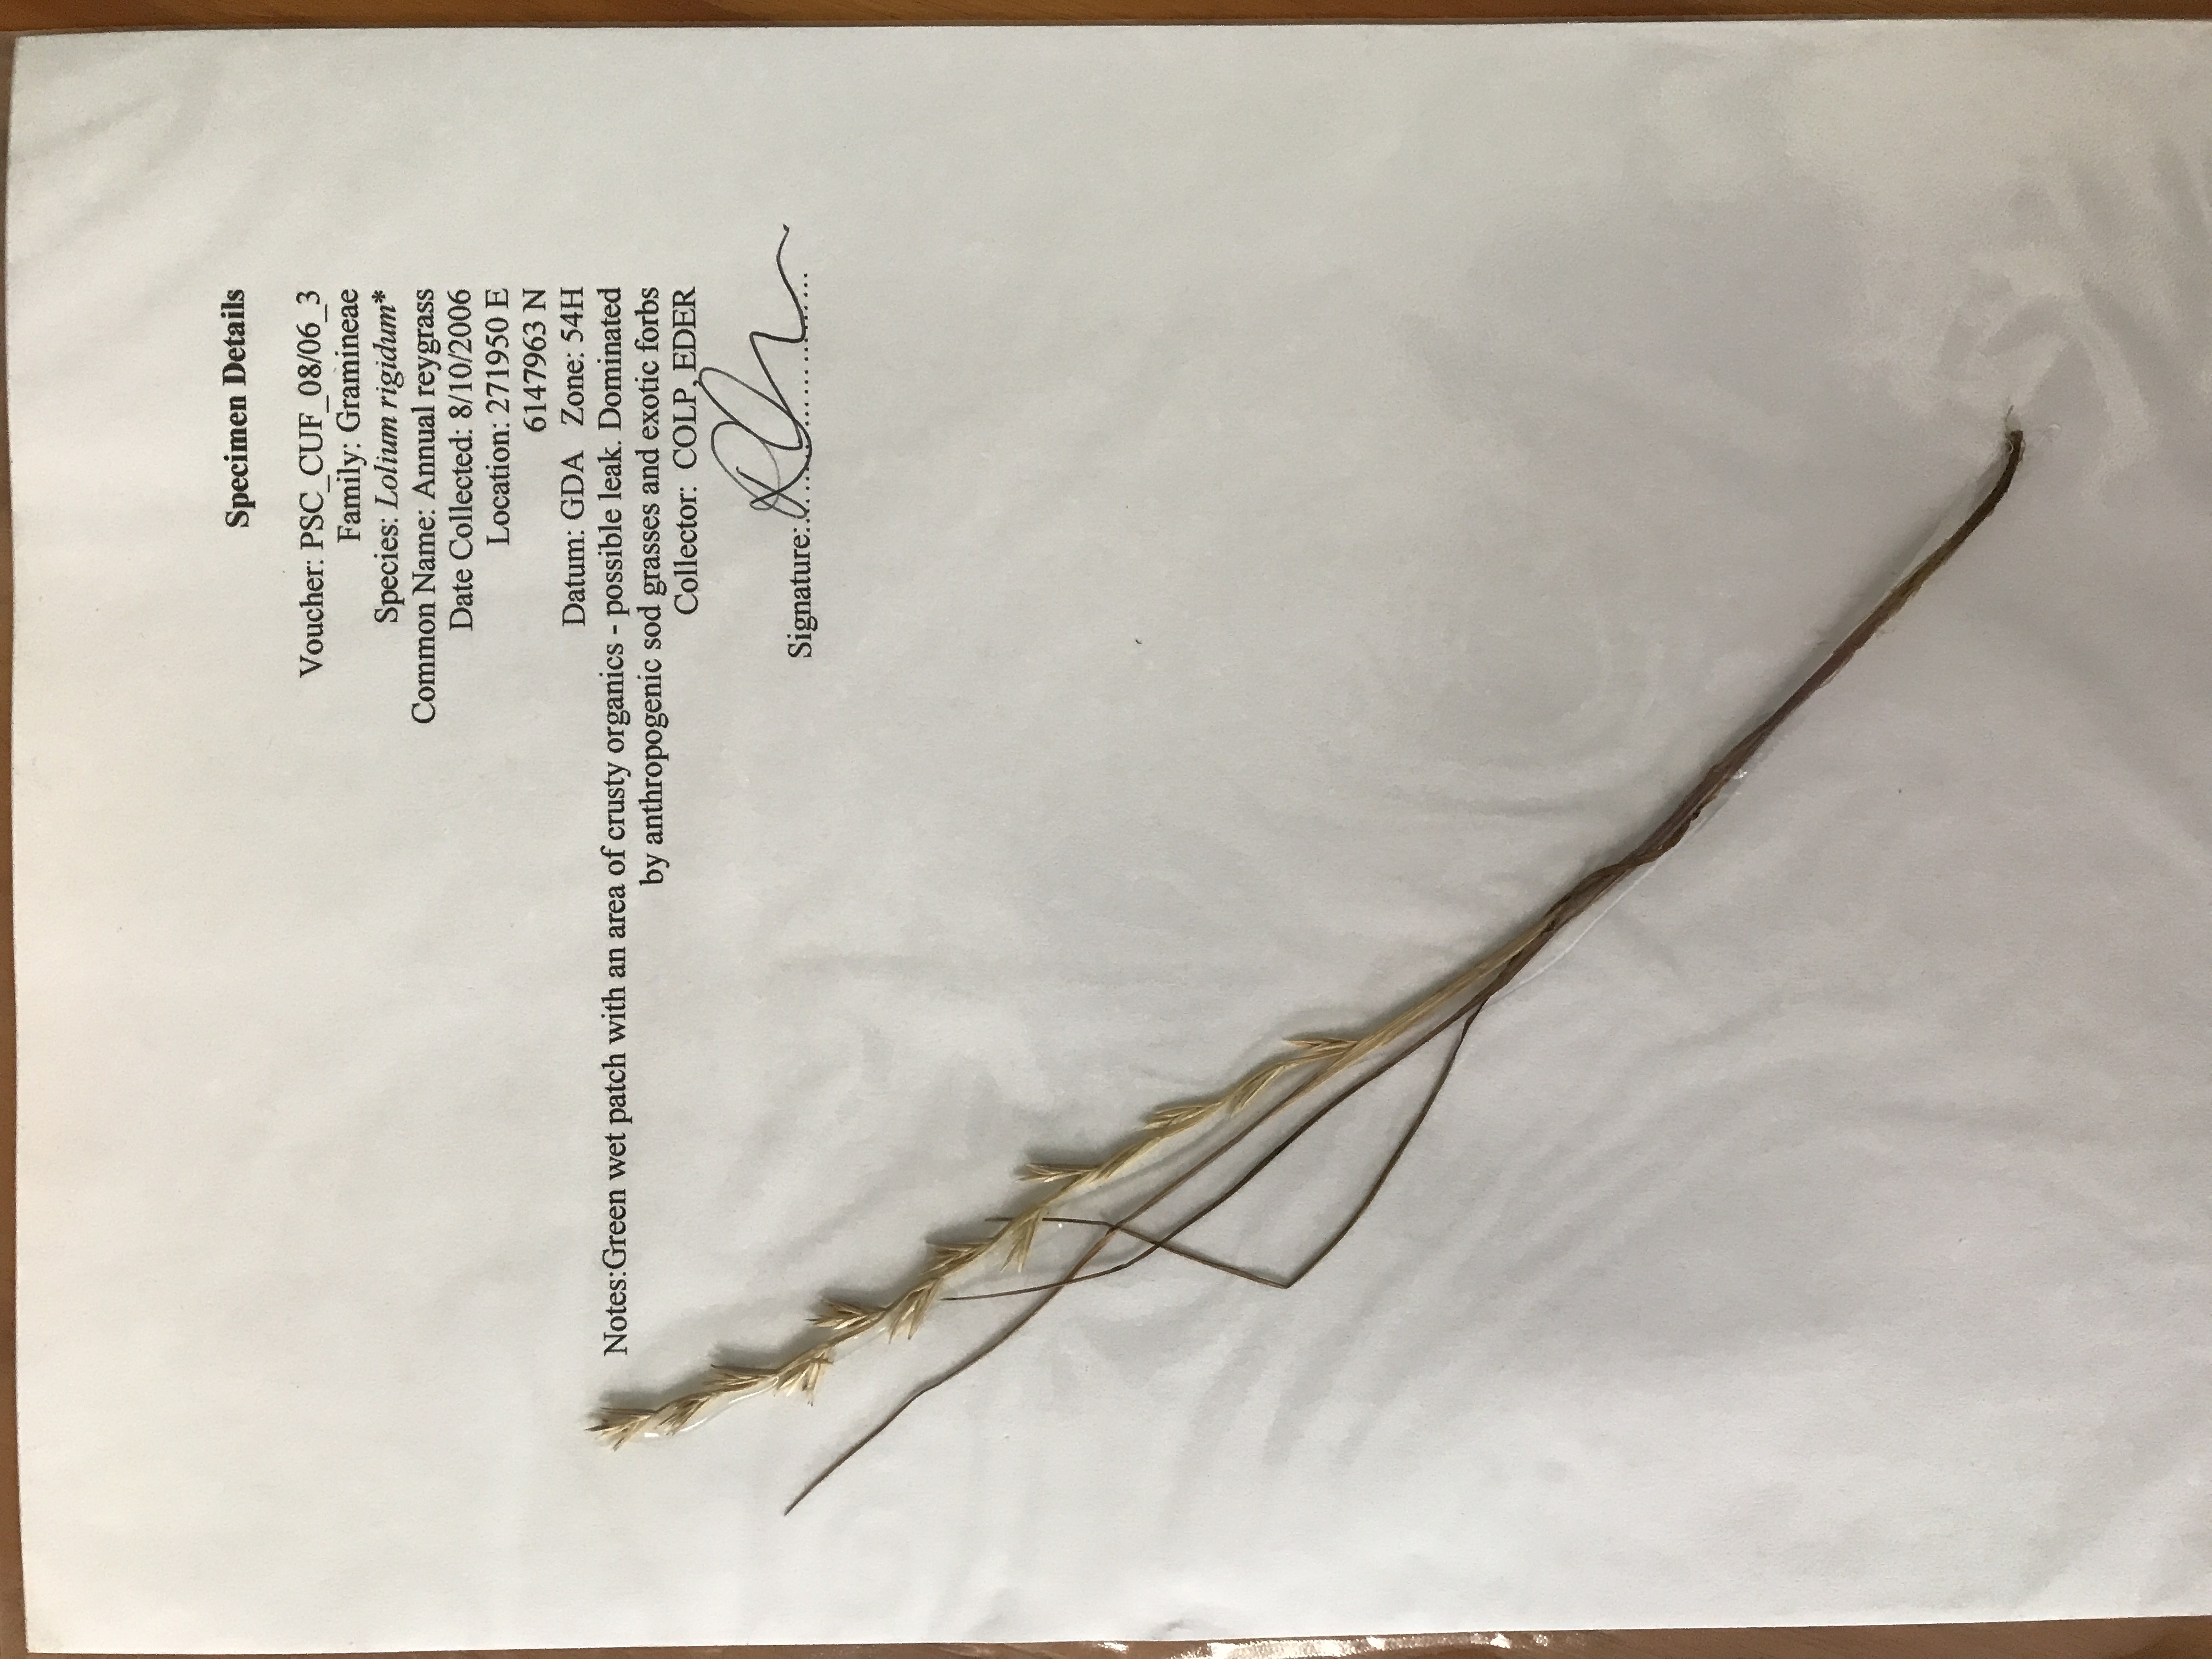 Specimen Details
Voucher: PSC_CUF_08/06_3
Family: Gramineae
Species: Lolium rigidum*
Common Name: Annual reygrass
Date Collected: 8/10/2006
Location: 271950 E
6147963 N
Datum: GDA Zone: 54H
Notes:Green wet patch with an area of crusty organics - possible leak. Dominated
by anthropogenic sod grasses and exotic forbs
Collector: COLP, EDER
Signature:........................